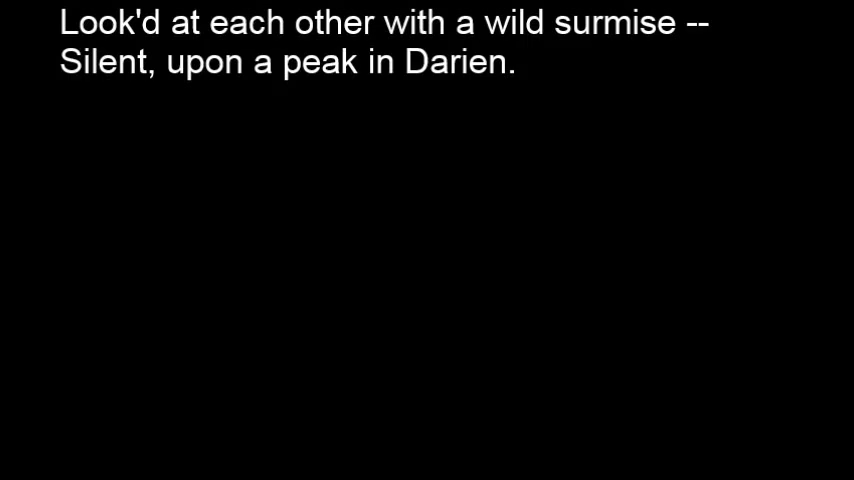 Look'd at each other with a wild surmise --
Silent, upon a peak in Darien.